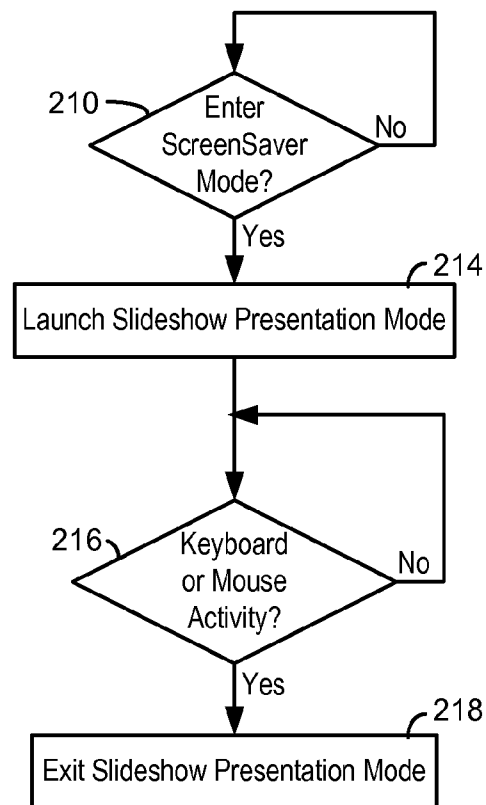 210
Enter
ScreenSaver
Mode?
No
Yes
214
Launch Slideshow Presentation Mode
216
Keyboard
or Mouse
Activity?
No
Yes
218
Exit Slideshow Presentation Mode